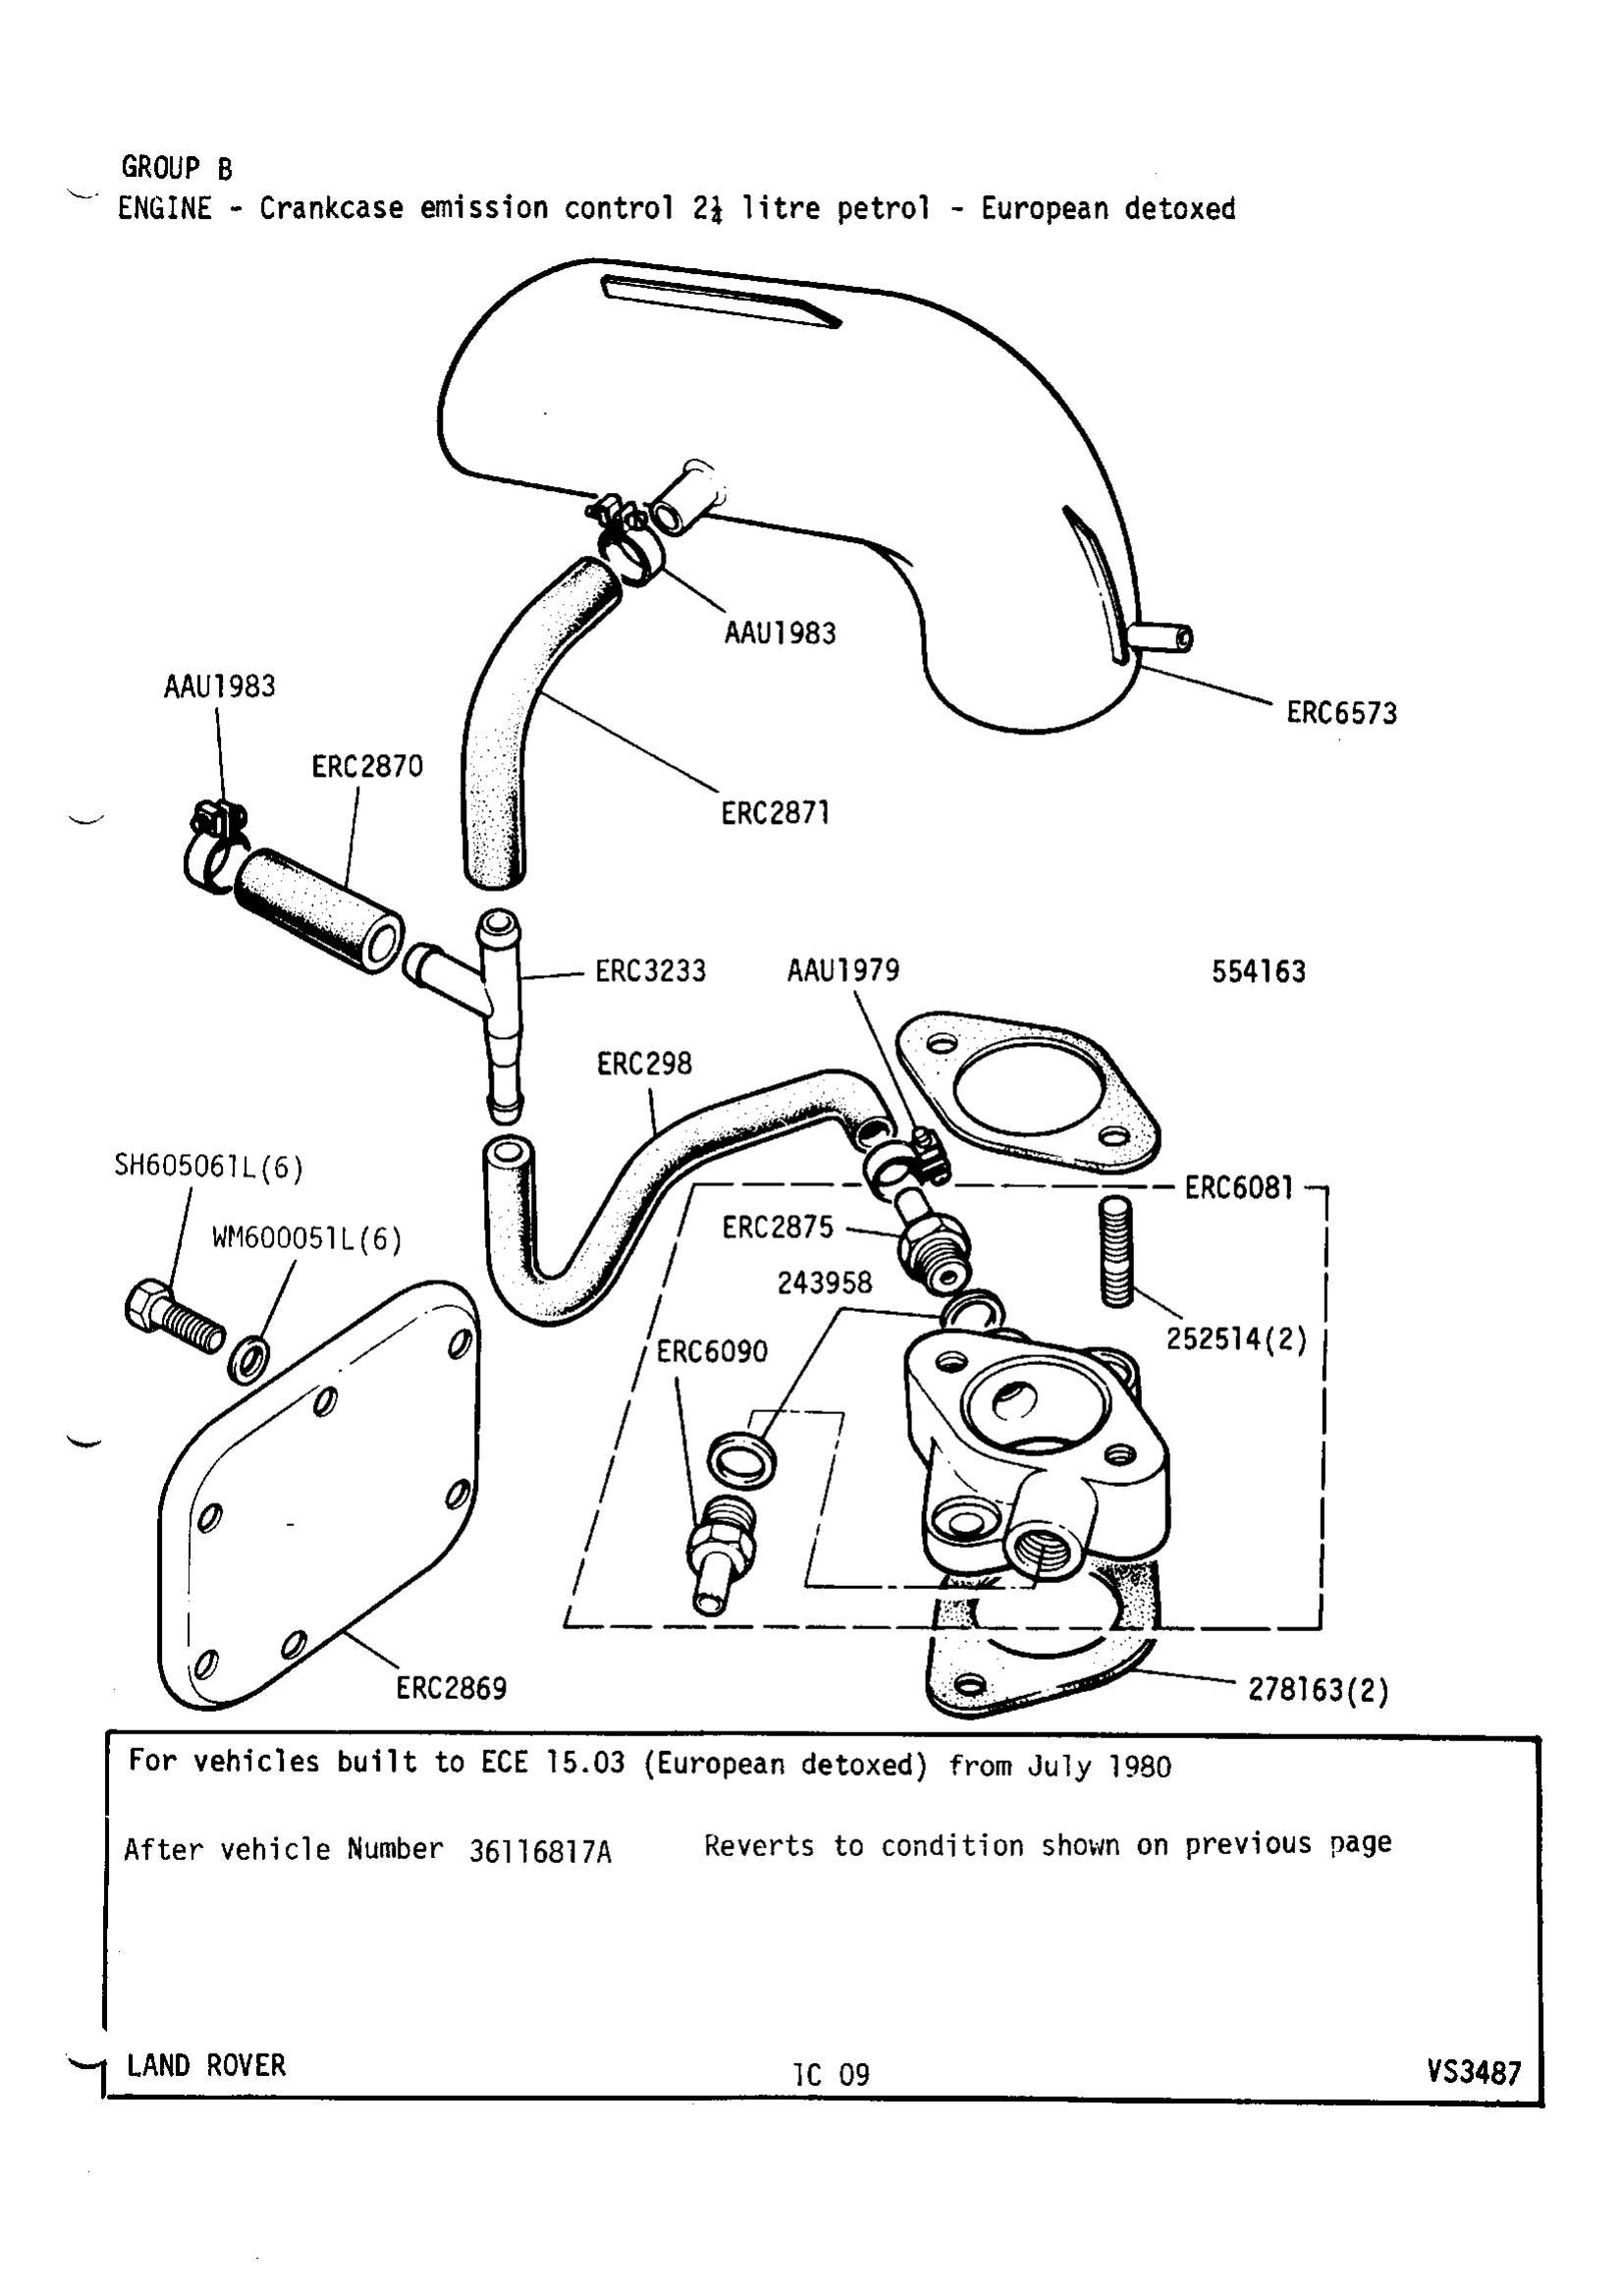 GROUP B
ENGINE - Crankcase emission control 2¼ litre petrol - European detoxed
AAU1983
AAU1983
ERC6573
ERC2870
ERC2871
ERC3233
AAU1979
554163
ERC298
SH605061L(6)
ERC6081
WM600051L(6)
ERC2875
243958
252514(2)
ERC6090
ERC2869
278163(2)
For vehicles built to ECE 15.03 (European detoxed) from July 1980
After vehicle Number 36116817A Reverts to condition shown on previous page
LAND ROVER 1C 09 VS3487